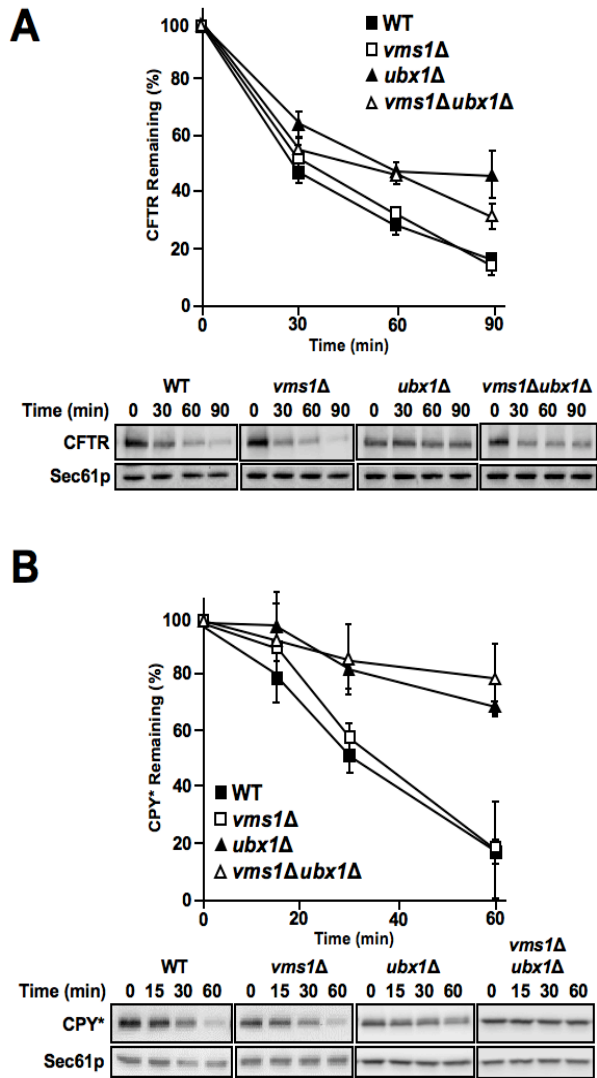 A
100
80
60
40
20
0
CFTR Remaining (%)
WT
vms1Δ
ubx1Δ
vms1Δubx1Δ
0 30 60 90
Time (min)
WT vms1Δ ubx1Δ vms1Δubx1Δ
Time (min) 0 30 60 90 0 30 60 90 0 30 60 90 0 30 60 90
CFTR
Sec61p
B
100
80
60
40
20
0
CPY* Remaining (%)
WT
vms1Δ
ubx1Δ
vms1Δubx1Δ
0 20 40 60
Time (min)
WT vms1Δ ubx1Δ vms1Δ
ubx1Δ
Time (min) 0 15 30 60 0 15 30 60 0 15 30 60 0 15 30 60
CPY*
Sec61p